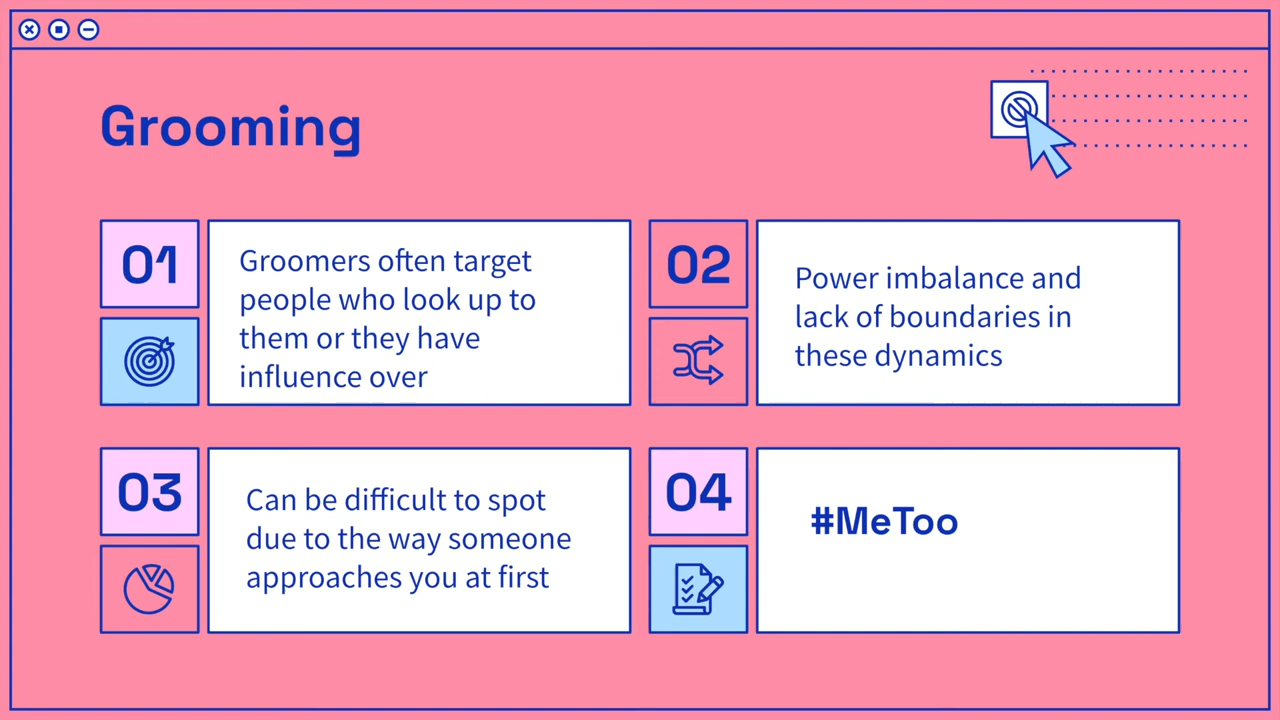 Grooming
01
Groomers often target
people who look up to
them or they have
influence over
02
Power imbalance and
lack of boundaries in
these dynamics
03
Can be difficult to spot
due to the way someone
approaches you at first
04
#MeToo